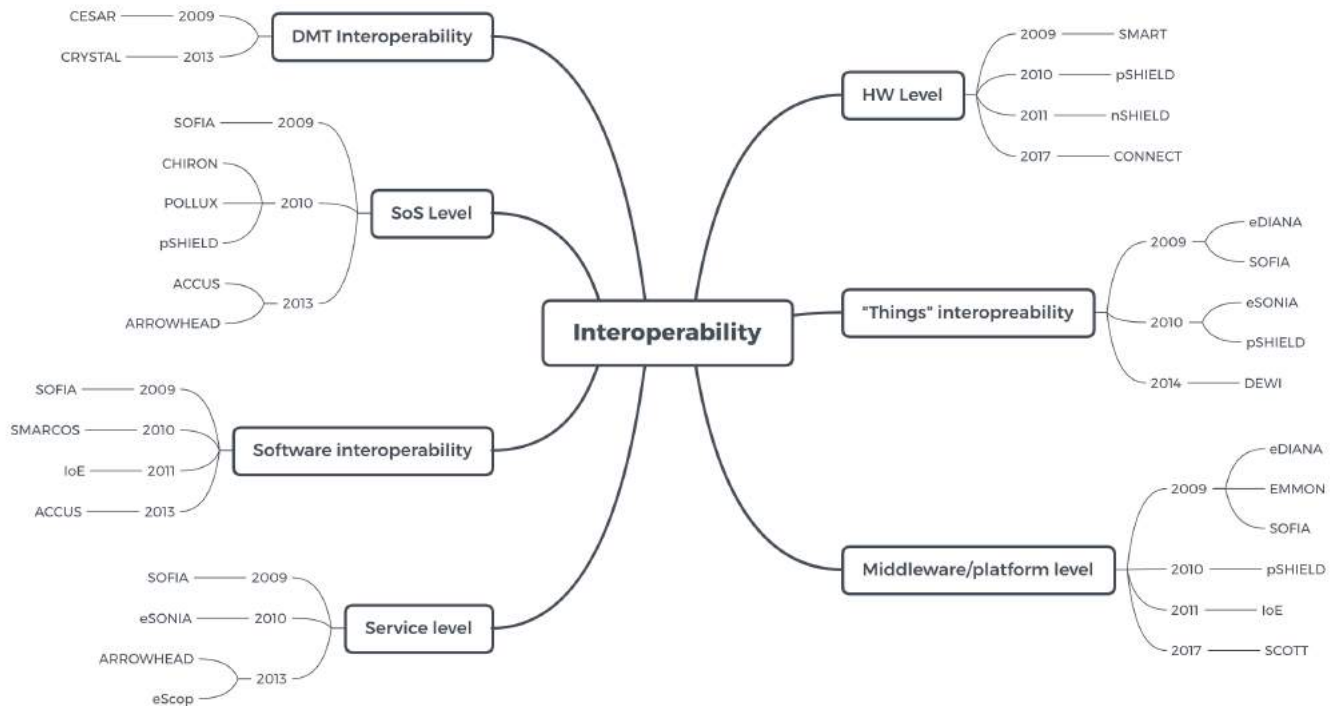 Interoperability
DMT Interoperability
2009
CESAR
2013
CRYSTAL
SoS Level
2009
SOFIA
2010
CHIRON
POLLUX
pSHIELD
2013
ACCUS
ARROWHEAD
Software interoperability
2009
SOFIA
2010
SMARCOS
2011
IoE
2013
ACCUS
Service level
2009
SOFIA
2010
eSONIA
2013
ARROWHEAD
eScop
HW Level
2009
SMART
2010
pSHIELD
2011
nSHIELD
2017
CONNECT
"Things" interopreability
2009
eDIANA
SOFIA
2010
eSONIA
pSHIELD
2014
DEWI
Middleware/platform level
2009
eDIANA
EMMON
SOFIA
2010
pSHIELD
2011
IoE
2017
SCOTT